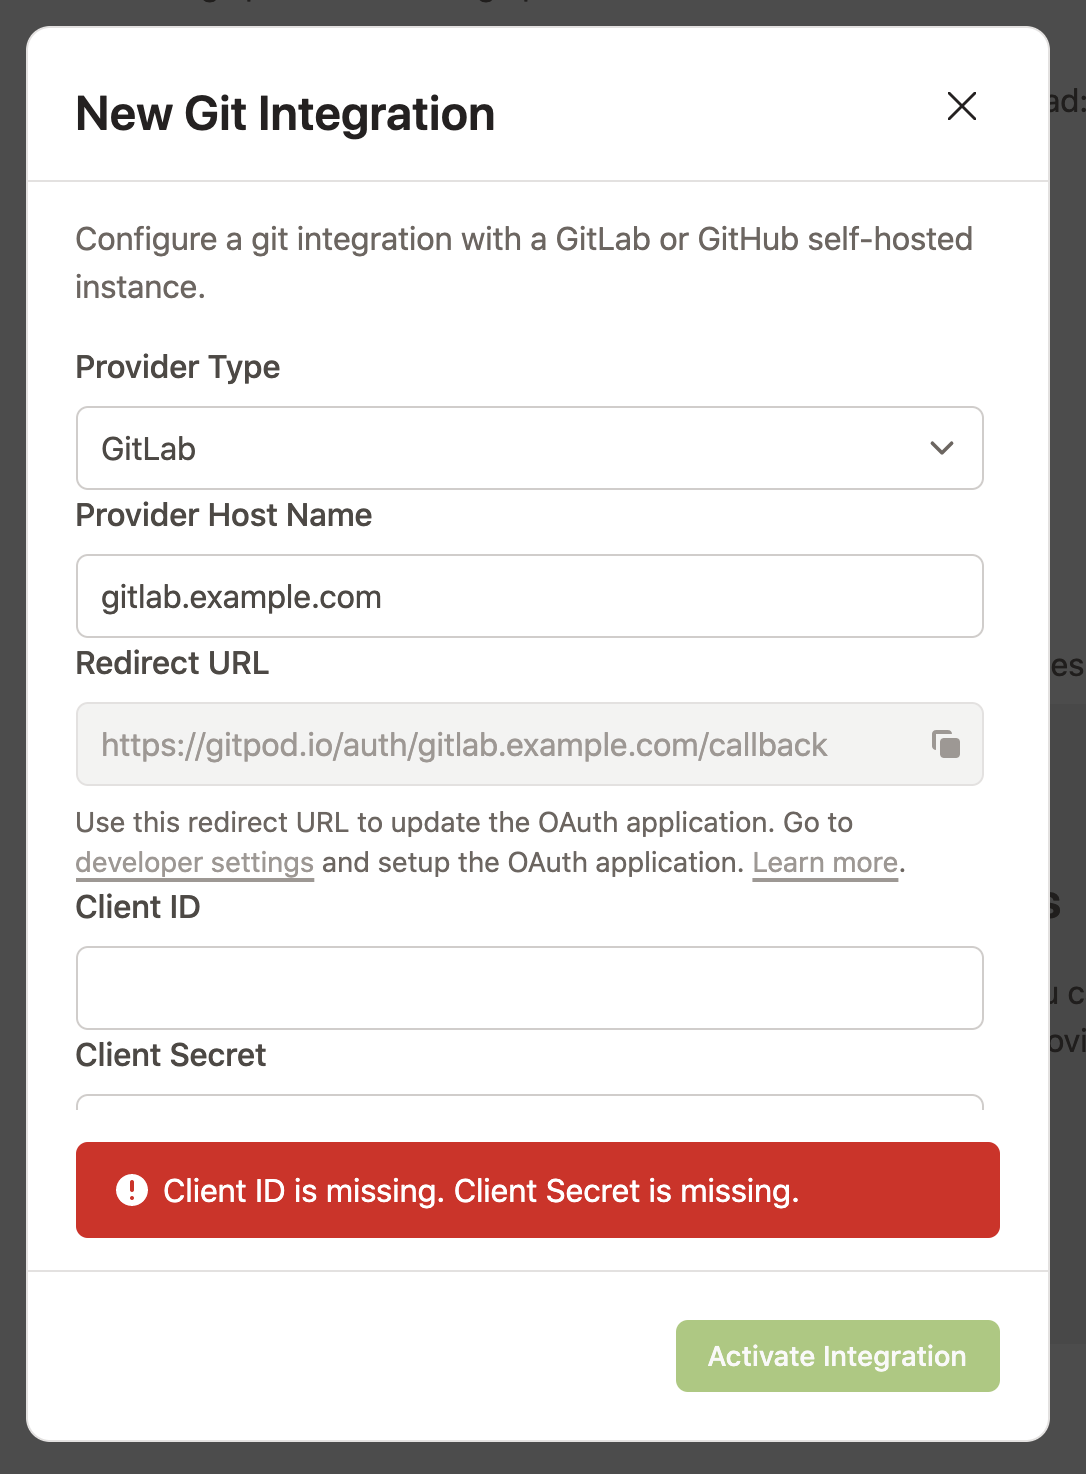 New Git Integration
Configure a git integration with a GitLab or GitHub self-hosted
instance.
Provider Type
GitLab
Provider Host Name
gitlab.example.com
Redirect URL
https://gitpod.io/auth/gitlab.example.com/callback
Use this redirect URL to update the OAuth application. Go to
developer settings and setup the OAuth application. Learn more.
Client ID
Client Secret
Client ID is missing. Client Secret is missing.
Activate Integration